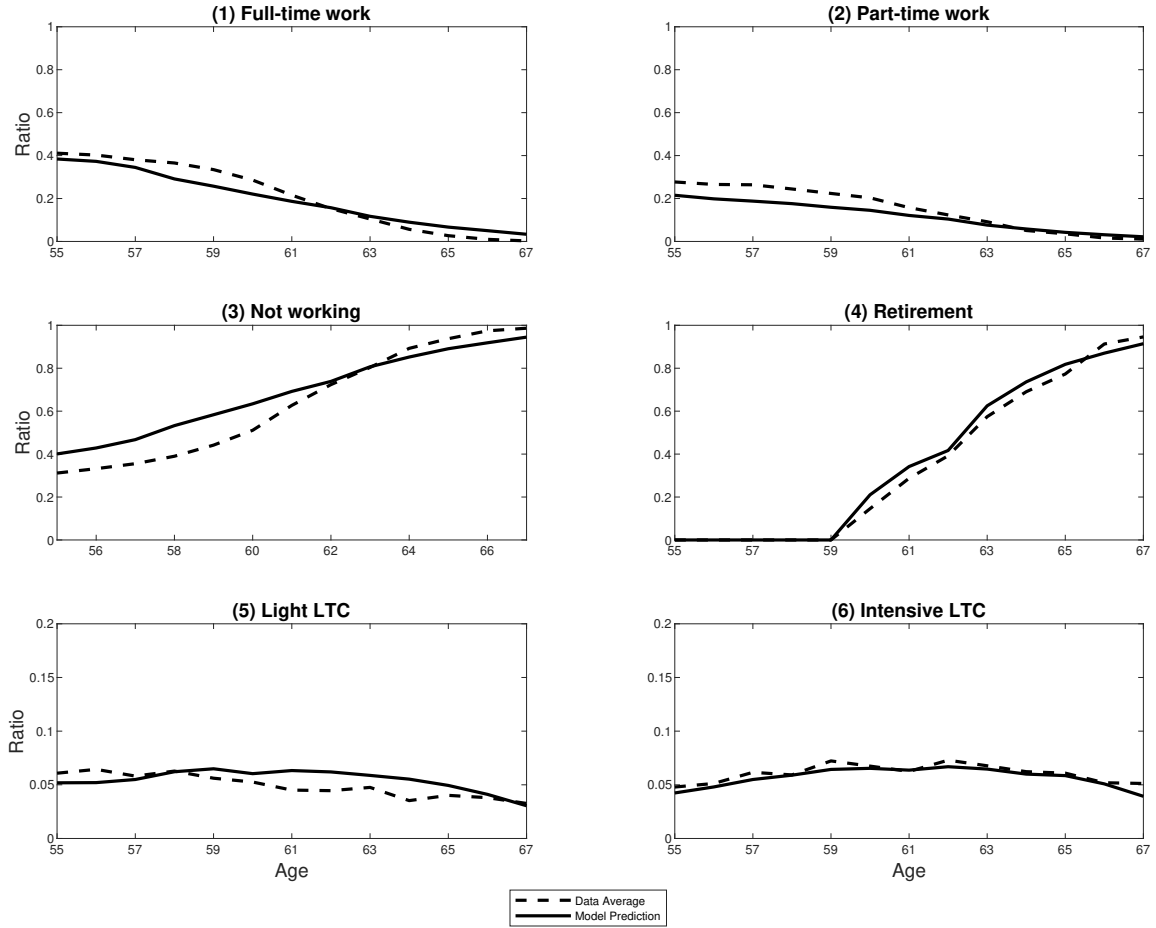 (1) Full-time work
1
0.8
0.6
0.4
0.2
0
Ratio
55 57 59 61 63 65 67
(2) Part-time work
1
0.8
0.6
0.4
0.2
0
55 57 59 61 63 65 67
(3) Not working
1
0.8
0.6
0.4
0.2
0
Ratio
56 58 60 62 64 66
(4) Retirement
1
0.8
0.6
0.4
0.2
0
55 57 59 61 63 65 67
(5) Light LTC
0.2
0.15
0.1
0.05
0
Ratio
55 57 59 61 63 65 67
Age
(6) Intensive LTC
0.2
0.15
0.1
0.05
0
55 57 59 61 63 65 67
Age
Data Average
Model Prediction